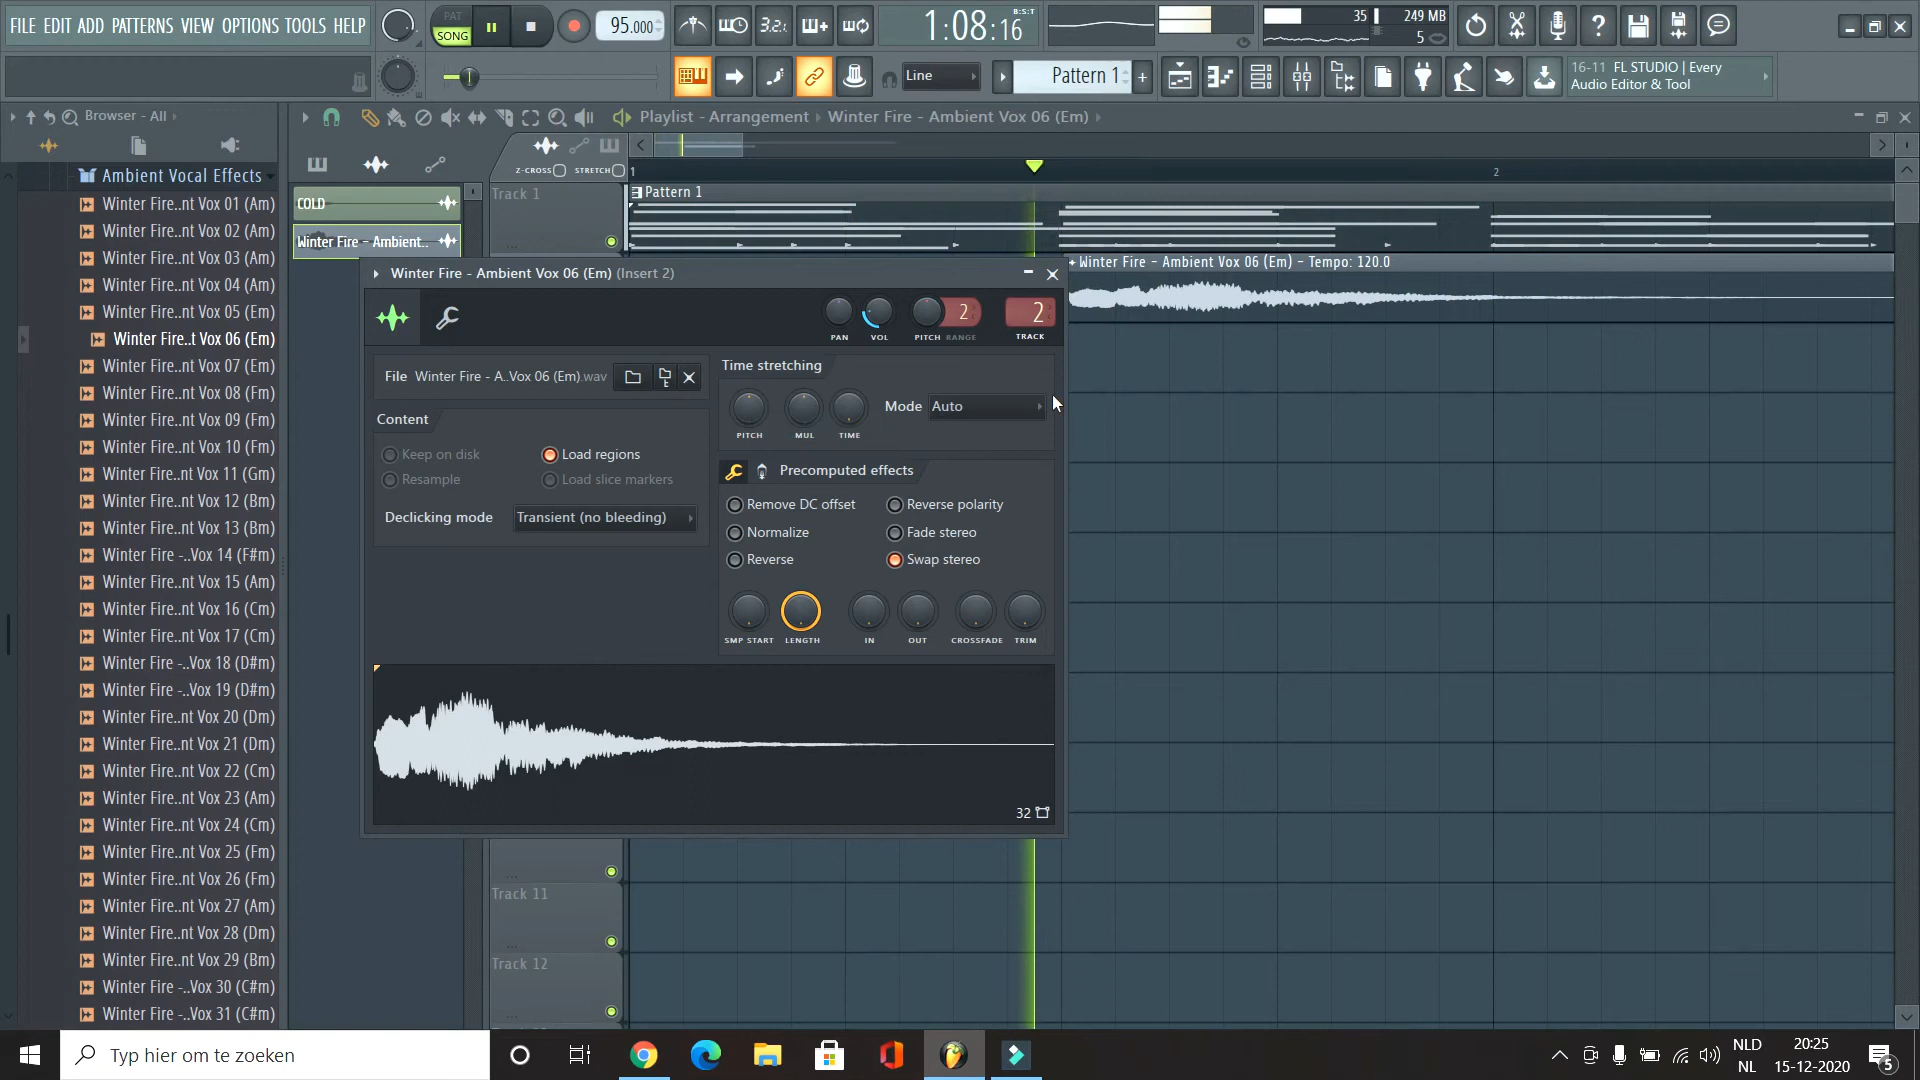 FILE EDIT ADD PATTERNS VIEW OPTIONS TOOLS HELP
PAT
SONG
95.000
3.2.
1:08:16
B:S:T
35
249 MB
5
Line
Pattern 1
16-11 FL STUDIO | Every
Audio Editor & Tool
Browser - All
Playlist - Arrangement
Winter Fire - Ambient Vox 06 (Em)
Z-CROSS
STRETCH
1
2
Ambient Vocal Effects
Winter Fire..nt Vox 01 (Am)
Winter Fire..nt Vox 02 (Am)
Winter Fire..nt Vox 03 (Am)
Winter Fire..nt Vox 04 (Am)
Winter Fire..nt Vox 05 (Em)
Winter Fire..t Vox 06 (Em)
Winter Fire..nt Vox 07 (Em)
Winter Fire..nt Vox 08 (Fm)
Winter Fire..nt Vox 09 (Fm)
Winter Fire..nt Vox 10 (Fm)
Winter Fire..nt Vox 11 (Gm)
Winter Fire..nt Vox 12 (Bm)
Winter Fire..nt Vox 13 (Bm)
Winter Fire -..Vox 14 (F#m)
Winter Fire..nt Vox 15 (Am)
Winter Fire..nt Vox 16 (Cm)
Winter Fire..nt Vox 17 (Cm)
Winter Fire -..Vox 18 (D#m)
Winter Fire -..Vox 19 (D#m)
Winter Fire..nt Vox 20 (Dm)
Winter Fire..nt Vox 21 (Dm)
Winter Fire..nt Vox 22 (Cm)
Winter Fire..nt Vox 23 (Am)
Winter Fire..nt Vox 24 (Cm)
Winter Fire..nt Vox 25 (Fm)
Winter Fire..nt Vox 26 (Fm)
Winter Fire..nt Vox 27 (Am)
Winter Fire..nt Vox 28 (Dm)
Winter Fire..nt Vox 29 (Bm)
Winter Fire -..Vox 30 (C#m)
Winter Fire -..Vox 31 (C#m)
COLD
Winter Fire - Ambient..
Track 1
Pattern 1
Winter Fire - Ambient Vox 06 (Em) - Tempo: 120.0
Winter Fire - Ambient Vox 06 (Em) (Insert 2)
2
2
PAN
VOL
PITCH
RANGE
TRACK
File
Winter Fire - A..Vox 06 (Em).wav
Content
Keep on disk
Load regions
Resample
Load slice markers
Declicking mode
Transient (no bleeding)
Time stretching
PITCH
MUL
TIME
Mode
Auto
Precomputed effects
Remove DC offset
Reverse polarity
Normalize
Fade stereo
Reverse
Swap stereo
SMP START
LENGTH
IN
OUT
CROSSFADE
TRIM
32
Track 11
Track 12
Typ hier om te zoeken
NLD
NL
20:25
15-12-2020
5